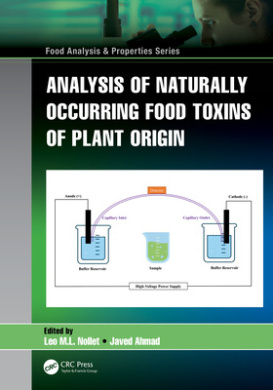 Food Analysis & Properties Series
ANALYSIS OF NATURALLY
OCCURRING FOOD TOXINS
OF PLANT ORIGIN
Detector
Anode (+)
Cathode (-)
Capillary Inlet
Capillary Outlet
Buffer Reservoir
Sample
Buffer Reservoir
High Voltage Power Supply
Edited by
Leo M.L. Nollet • Javed Ahmad
CRC Press
Taylor & Francis Group